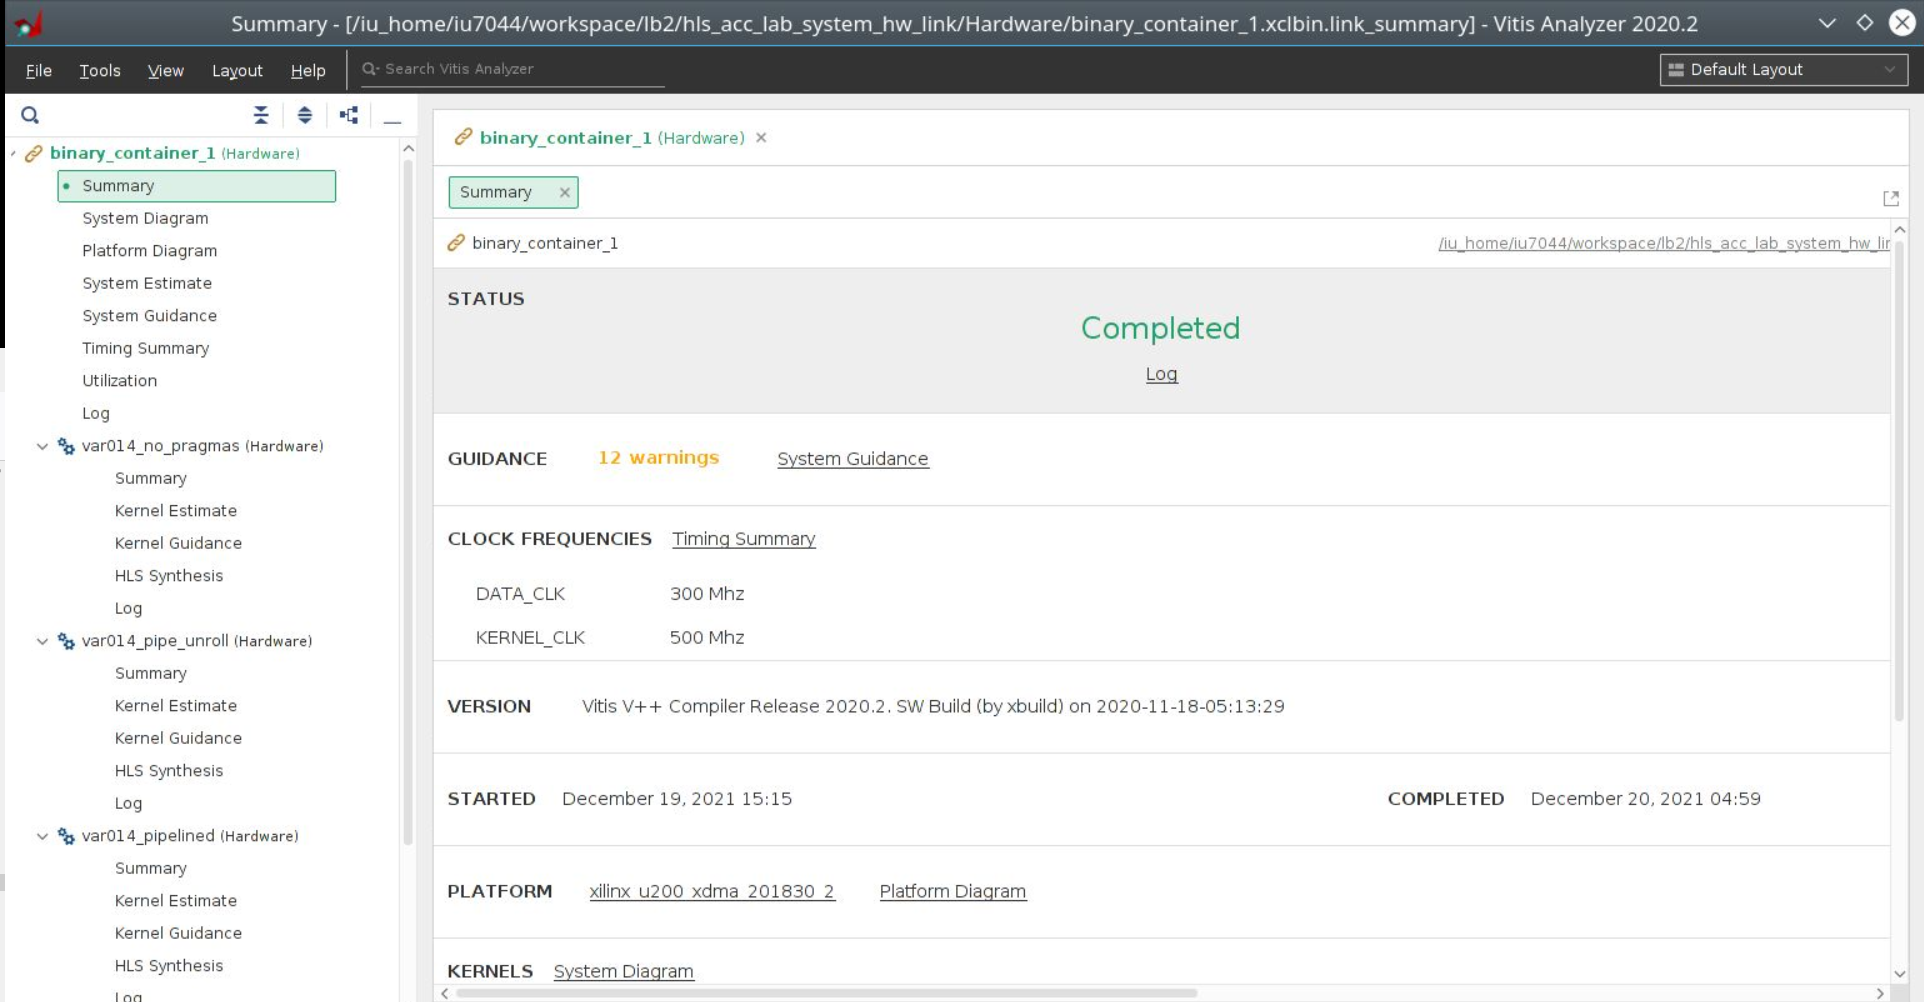 Summary - [/iu_home/iu7044/workspace/lb2/hls_acc_lab_system_hw_link/Hardware/binary_container_1.xclbin.link_summary] - Vitis Analyzer 2020.2
File Tools View Layout Help Search Vitis Analyzer Default Layout
binary_container_1 (Hardware)
Summary
System Diagram
Platform Diagram
System Estimate
System Guidance
Timing Summary
Utilization
Log
var014_no_pragmas (Hardware)
Summary
Kernel Estimate
Kernel Guidance
HLS Synthesis
Log
var014_pipe_unroll (Hardware)
Summary
Kernel Estimate
Kernel Guidance
HLS Synthesis
Log
var014_pipelined (Hardware)
Summary
Kernel Estimate
Kernel Guidance
HLS Synthesis
Log
binary_container_1 (Hardware)
Summary
binary_container_1 /iu_home/iu7044/workspace/lb2/hls_acc_lab_system_hw_lin
STATUS
Completed
Log
GUIDANCE 12 warnings System Guidance
CLOCK FREQUENCIES Timing Summary
DATA_CLK 300 Mhz
KERNEL_CLK 500 Mhz
VERSION Vitis V++ Compiler Release 2020.2. SW Build (by xbuild) on 2020-11-18-05:13:29
STARTED December 19, 2021 15:15 COMPLETED December 20, 2021 04:59
PLATFORM xilinx_u200_xdma_201830_2 Platform Diagram
KERNELS System Diagram